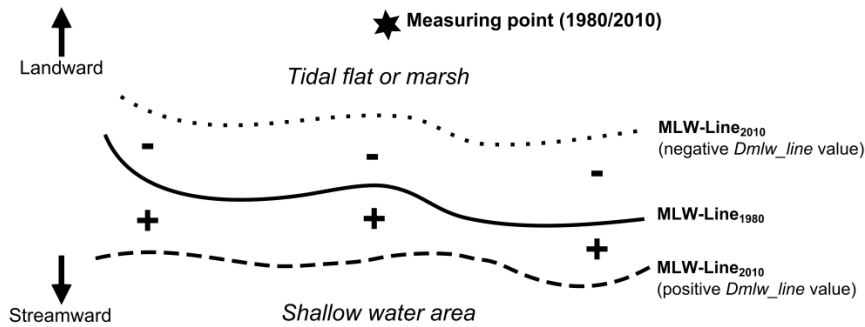 Measuring point (1980/2010)
Landward
Tidal flat or marsh
MLW-Line2010
(negative Dmlw_line value)
- - -
MLW-Line1980
+ + +
MLW-Line2010
(positive Dmlw_line value)
Streamward
Shallow water area